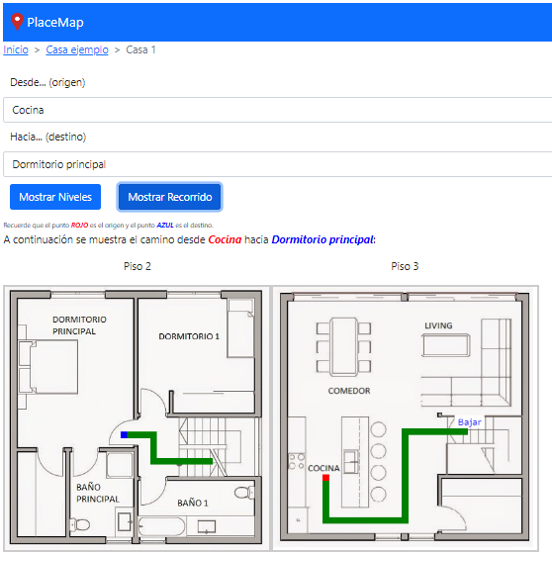 PlaceMap
Inicio > Casa ejemplo > Casa 1
Desde... (origen)
Cocina
Hacia... (destino)
Dormitorio principal
Mostrar Niveles
Mostrar Recorrido
Recuerde que el punto ROJO es el origen y el punto AZUL es el destino.
A continuación se muestra el camino desde Cocina hacia Dormitorio principal:
Piso 2
DORMITORIO
PRINCIPAL
DORMITORIO 1
BAÑO
PRINCIPAL
BAÑO 1
Piso 3
LIVING
COMEDOR
Bajar
COCINA